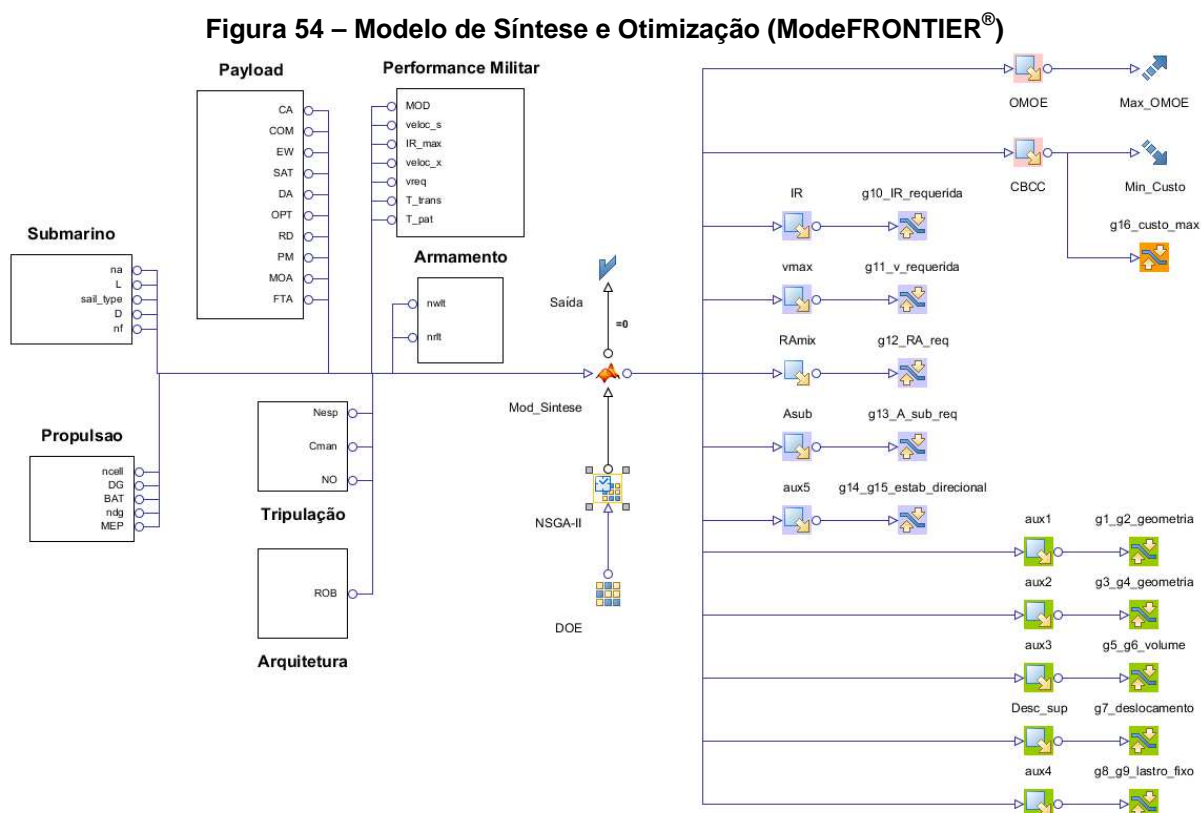 Figura 54 – Modelo de Síntese e Otimização (ModeFRONTIER®)
Payload
CA
COM
EW
SAT
DA
OPT
RD
PM
MOA
FTA
Performance Militar
MOD
veloc_s
IR_max
veloc_x
vreq
T_trans
T_pat
Submarino
na
L
sail_type
D
nf
Armamento
nwlt
nrlt
Propulsao
ncell
DG
BAT
ndg
MEP
Nesp
Cman
NO
Tripulação
ROB
Arquitetura
Saída
=0
Mod_Sintese
NSGA-II
DOE
OMOE
Max_OMOE
CBCC
Min_Custo
g16_custo_max
IR
g10_IR_requerida
vmax
g11_v_requerida
RAmix
g12_RA_req
Asub
g13_A_sub_req
aux5
g14_g15_estab_direcional
aux1
g1_g2_geometria
aux2
g3_g4_geometria
aux3
g5_g6_volume
Desc_sup
g7_deslocamento
aux4
g8_g9_lastro_fixo